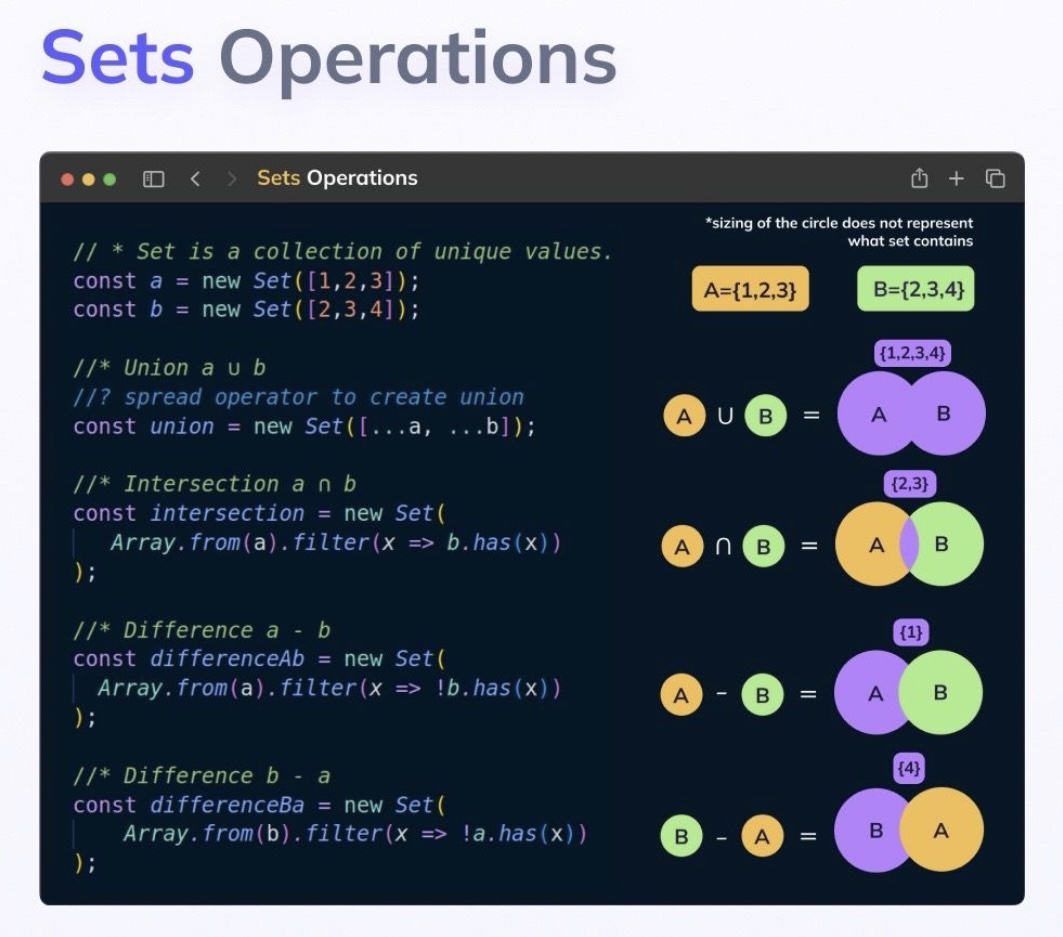 Sets Operations
Sets Operations
// * Set is a collection of unique values.
const a = new Set([1,2,3]);
const b = new Set([2,3,4]);
//* Union a ∪ b
//? spread operator to create union
const union = new Set([...a, ...b]);
//* Intersection a ∩ b
const intersection = new Set(
Array.from(a).filter(x => b.has(x))
);
//* Difference a - b
const differenceAb = new Set(
Array.from(a).filter(x => !b.has(x))
);
//* Difference b - a
const differenceBa = new Set(
Array.from(b).filter(x => !a.has(x))
);
*sizing of the circle does not represent
what set contains
A={1,2,3} B={2,3,4}
{1,2,3,4}
A ∪ B = A B
{2,3}
A ∩ B = A B
{1}
A - B = A B
{4}
B - A = B A